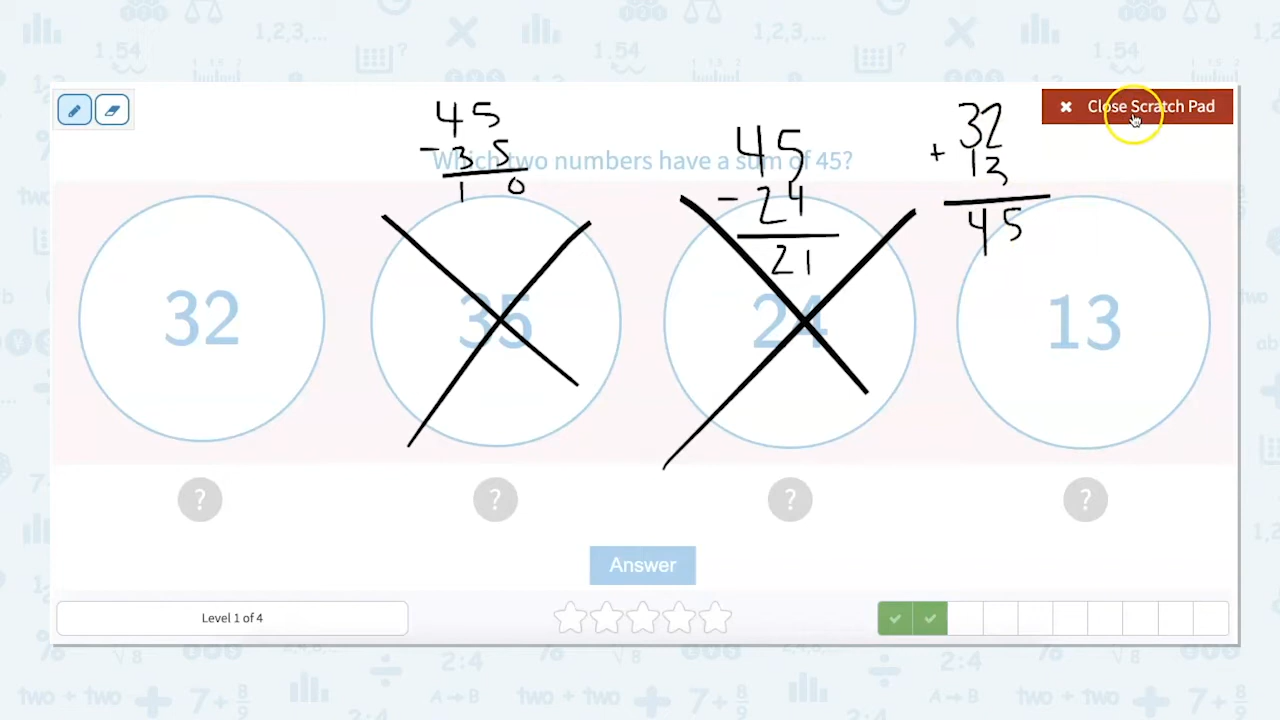 Close Scratch Pad
45
- 35
10
Which two numbers have a sum of 45?
45
- 24
21
32
+ 13
45
32
35
24
13
? ? ? ?
Answer
Level 1 of 4